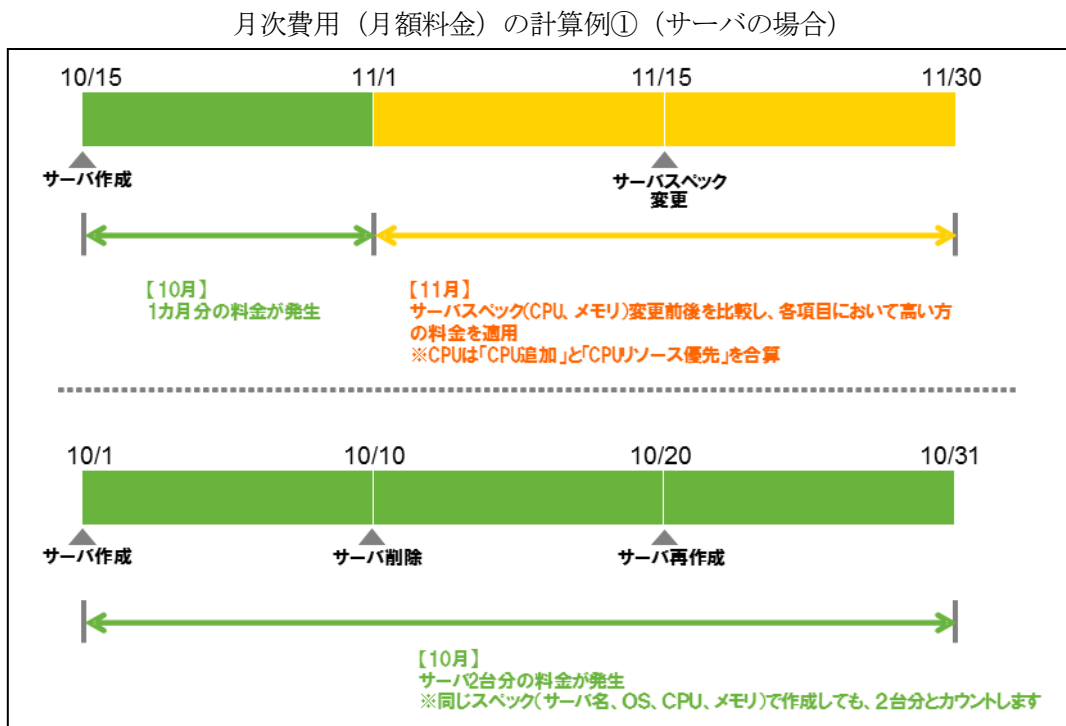 月次費用（月額料金）の計算例①（サーバの場合）
10/15 11/1 11/15 11/30
サーバ作成 サーバスペック
変更
【10月】
1カ月分の料金が発生
【11月】
サーバスペック(CPU、メモリ)変更前後を比較し、各項目において高い方
の料金を適用
※CPUは「CPU追加」と「CPUリソース優先」を合算
10/1 10/10 10/20 10/31
サーバ作成 サーバ削除 サーバ再作成
【10月】
サーバ2台分の料金が発生
※同じスペック(サーバ名、OS、CPU、メモリ)で作成しても、2台分とカウントします